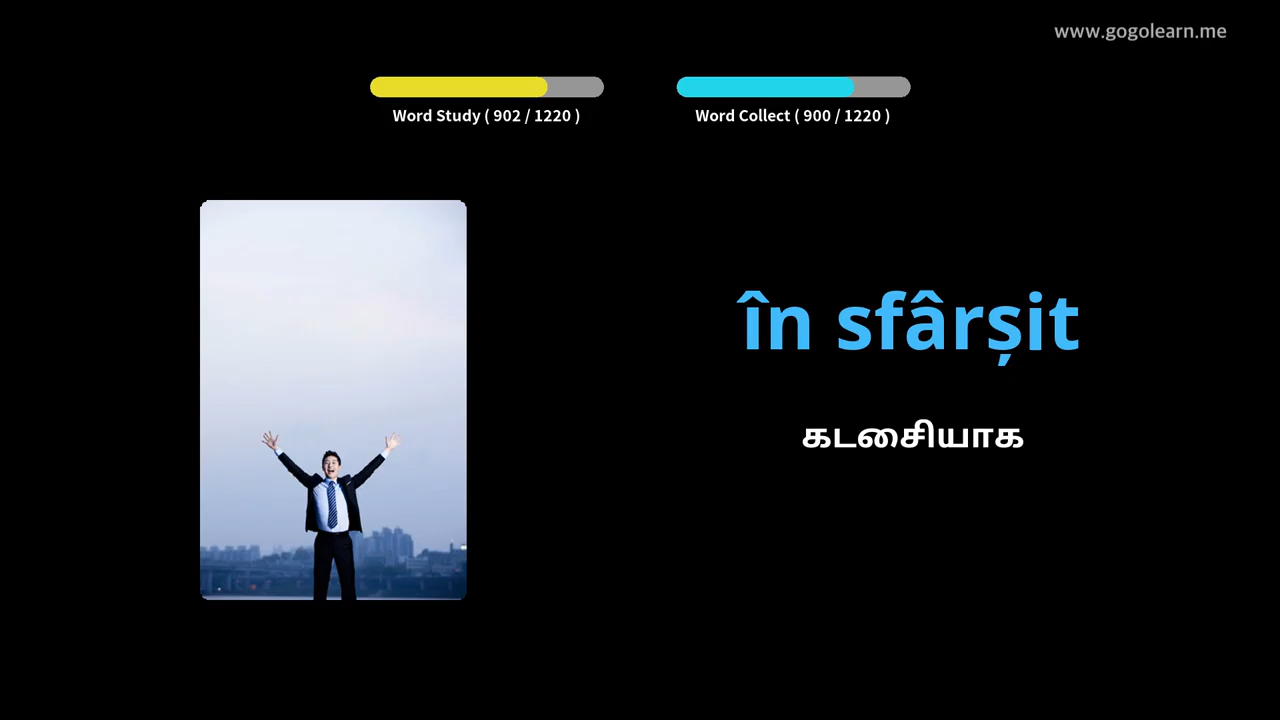 www.gogolearn.me
Word Study ( 902 / 1220 )
Word Collect ( 900 / 1220 )
în sfârșit
கடைசியாக